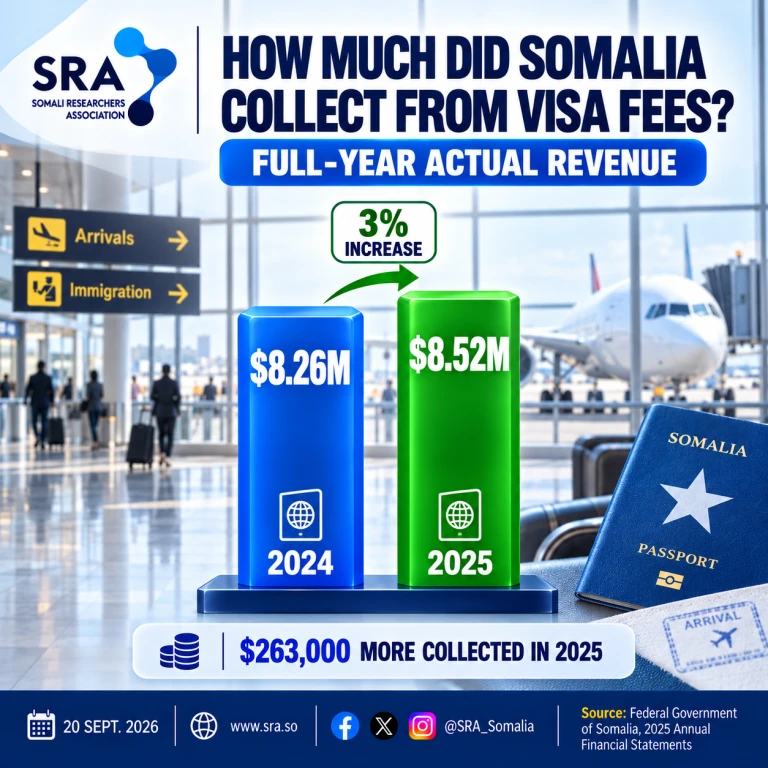 SRA
SOMALI RESEARCHERS
ASSOCIATION
HOW MUCH DID SOMALIA
COLLECT FROM VISA FEES?
FULL-YEAR ACTUAL REVENUE
Arrivals
Immigration
3%
INCREASE
$8.26M
2024
$8.52M
2025
SOMALIA
PASSPORT
ARRIVAL
$263,000 MORE COLLECTED IN 2025
20 SEPT. 2026
www.sra.so
@SRA_Somalia
Source: Federal Government
of Somalia, 2025 Annual
Financial Statements